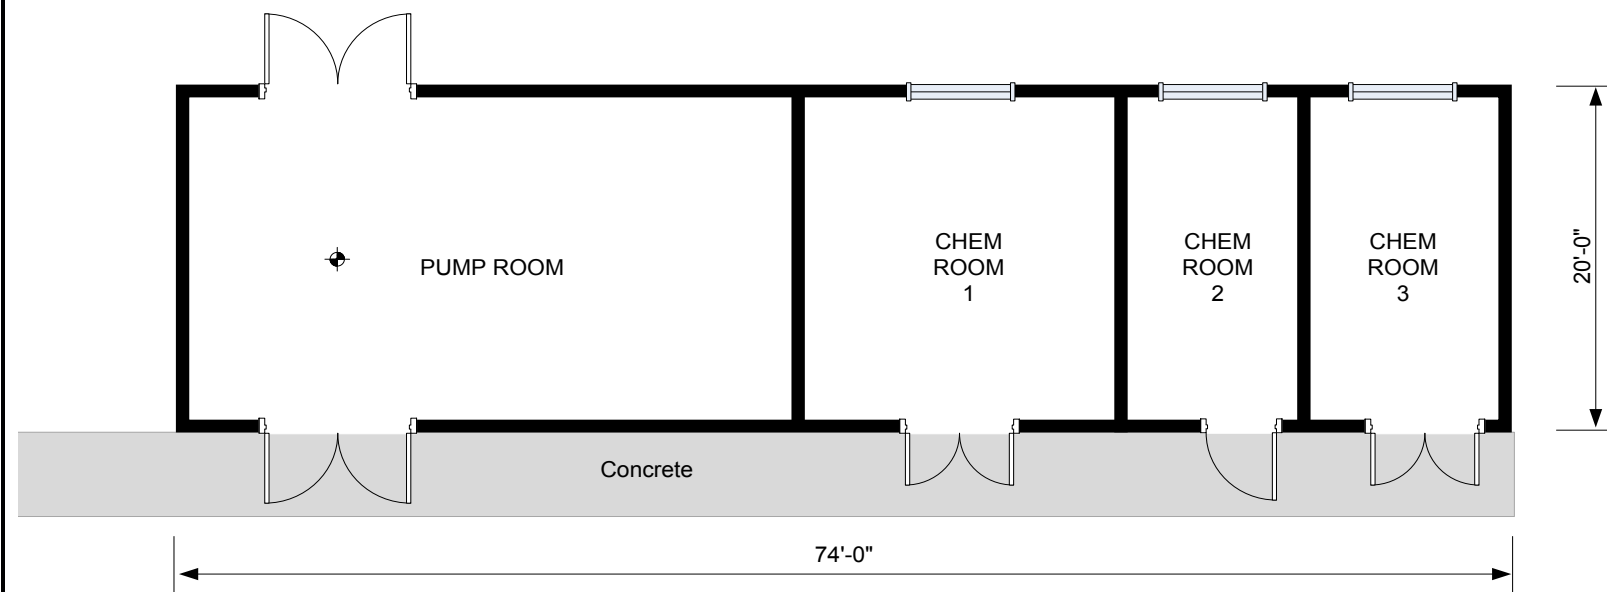 PUMP ROOM
CHEM
ROOM
1
CHEM
ROOM
2
CHEM
ROOM
3
20'-0"
Concrete
74'-0"